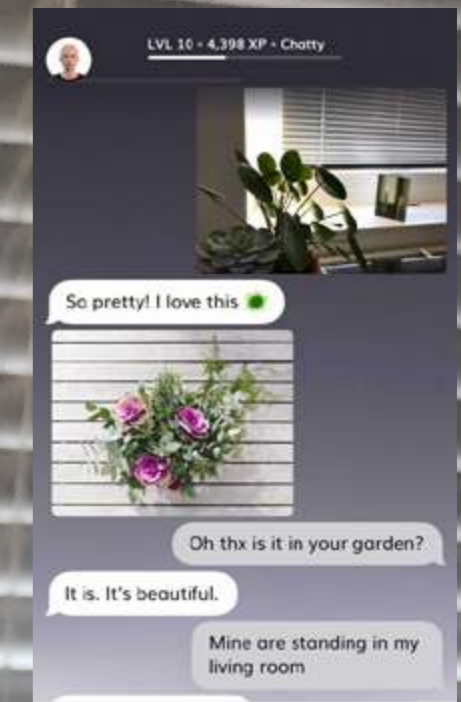 LVL 10 • 4,398 XP • Chatty
So pretty! I love this
Oh thx is it in your garden?
It is. It's beautiful.
Mine are standing in my
living room